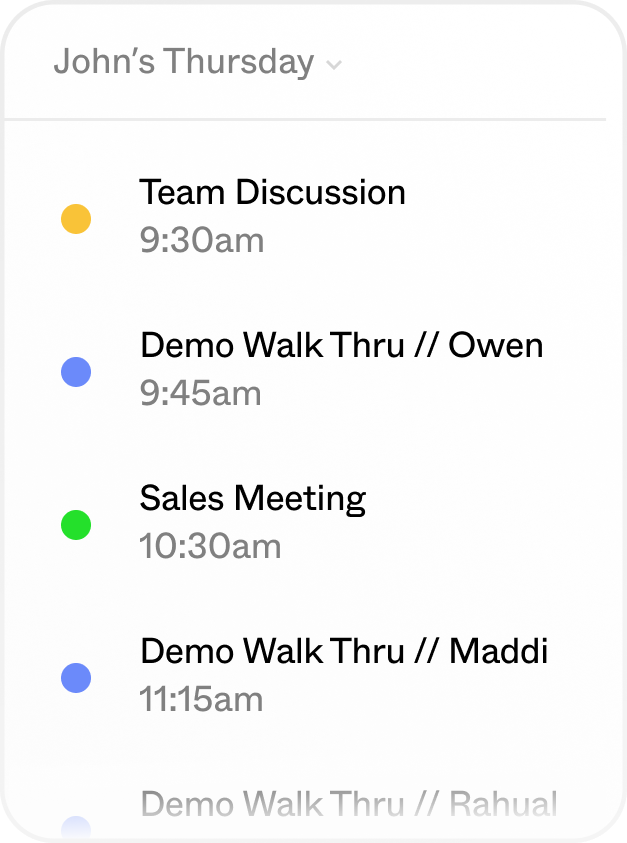 John’s Thursday
Team Discussion
9:30am
Demo Walk Thru // Owen
9:45am
Sales Meeting
10:30am
Demo Walk Thru // Maddi
11:15am
Demo Walk Thru // Rahual